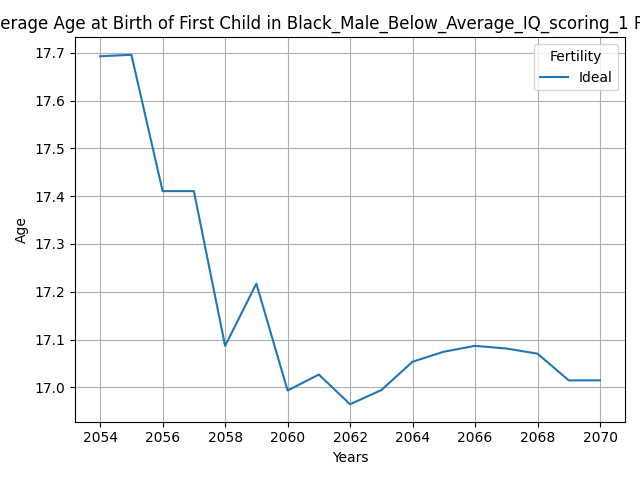 erage Age at Birth of First Child in Black_Male_Below_Average_IQ_scoring_1
Fertility
Ideal
17.7
17.6
17.5
17.4
17.3
17.2
17.1
17.0
Age
2054 2056 2058 2060 2062 2064 2066 2068 2070
Years